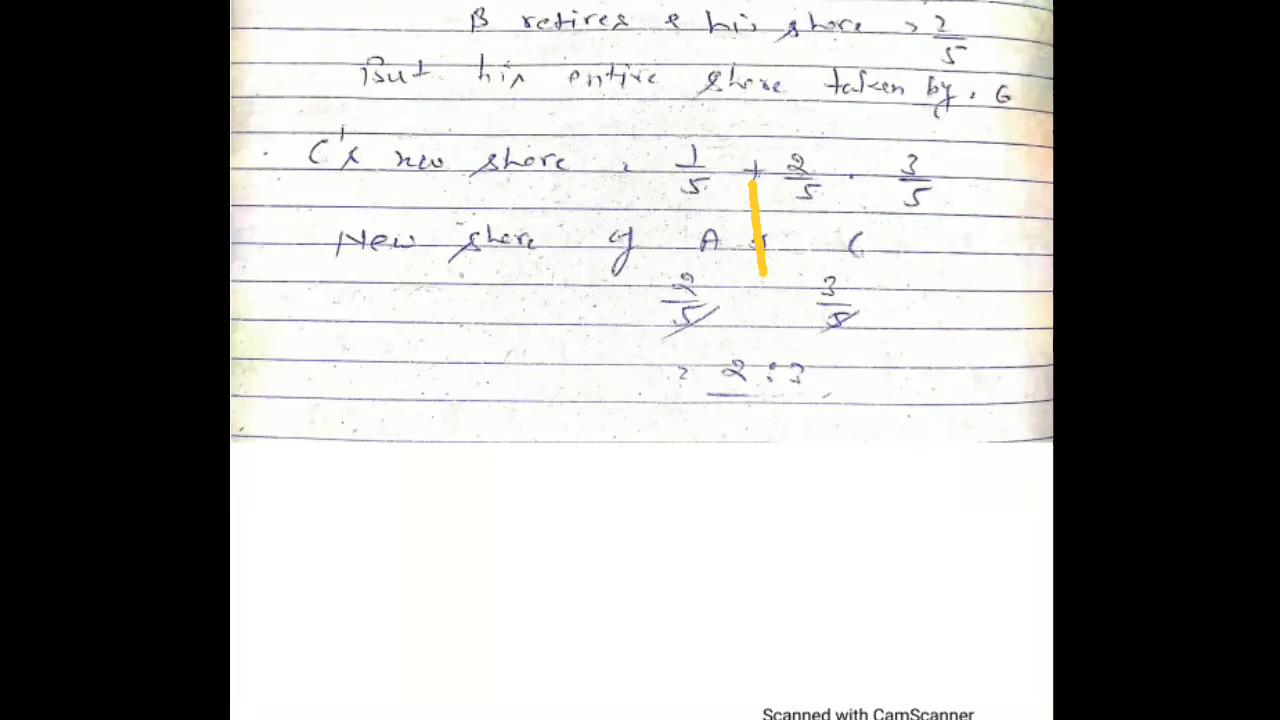 B retires & his share = 2/5
But his entire share taken by. C
C's new share = 1/5 + 2/5 = 3/5
New share of A & C
2/5 3/5
= 2:3
Scanned with CamScanner